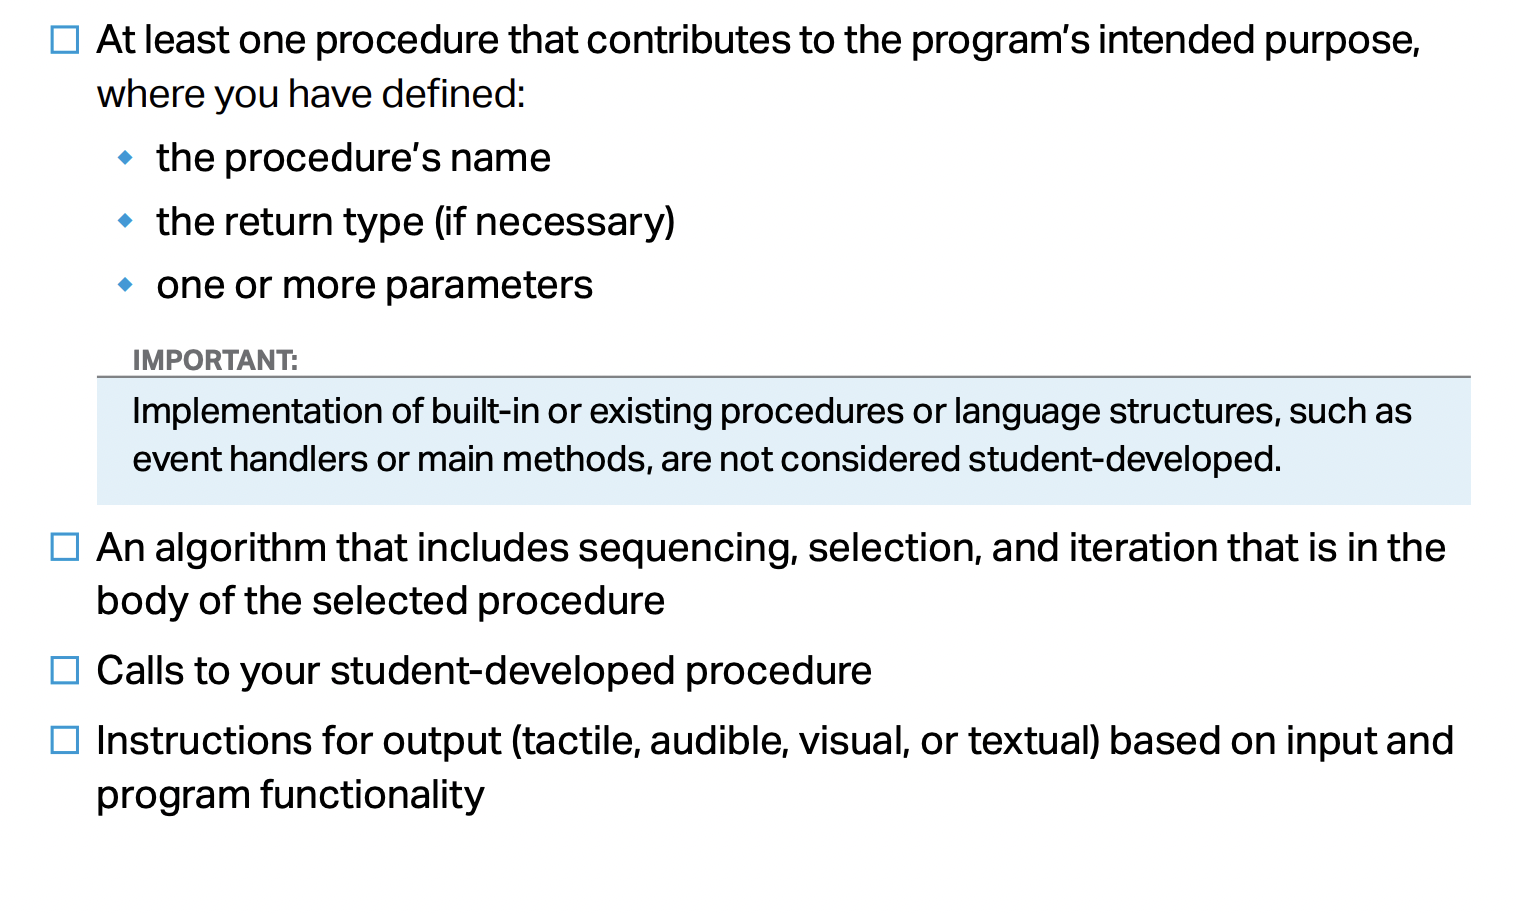 At least one procedure that contributes to the program’s intended purpose,
where you have defined:
the procedure’s name
the return type (if necessary)
one or more parameters
IMPORTANT:
Implementation of built-in or existing procedures or language structures, such as
event handlers or main methods, are not considered student-developed.
An algorithm that includes sequencing, selection, and iteration that is in the
body of the selected procedure
Calls to your student-developed procedure
Instructions for output (tactile, audible, visual, or textual) based on input and
program functionality